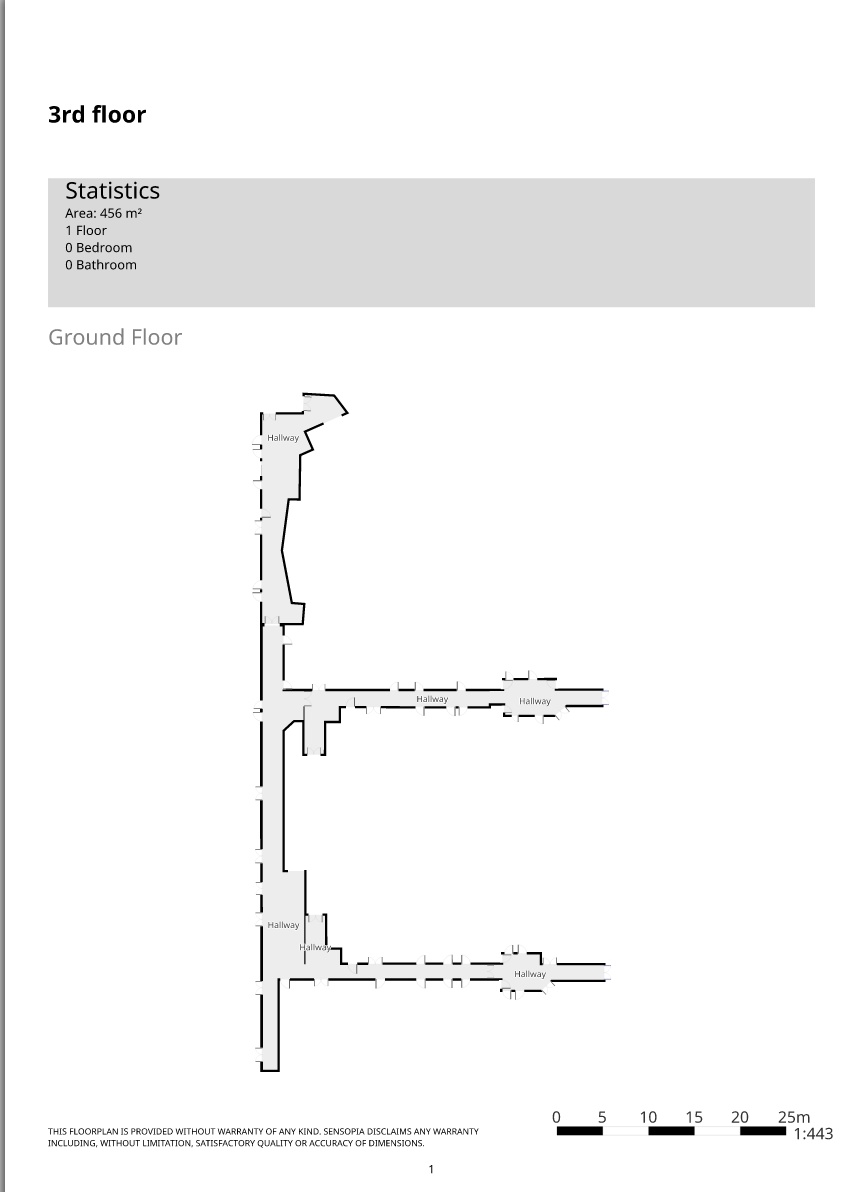 3rd floor
Statistics
Area: 456 m²
1 Floor
0 Bedroom
0 Bathroom
Ground Floor
Hallway
Hallway
Hallway
Hallway
Hallway
Hallway
0 5 10 15 20 25m
1:443
THIS FLOORPLAN IS PROVIDED WITHOUT WARRANTY OF ANY KIND. SENSOPIA DISCLAIMS ANY WARRANTY
INCLUDING, WITHOUT LIMITATION, SATISFACTORY QUALITY OR ACCURACY OF DIMENSIONS.
1